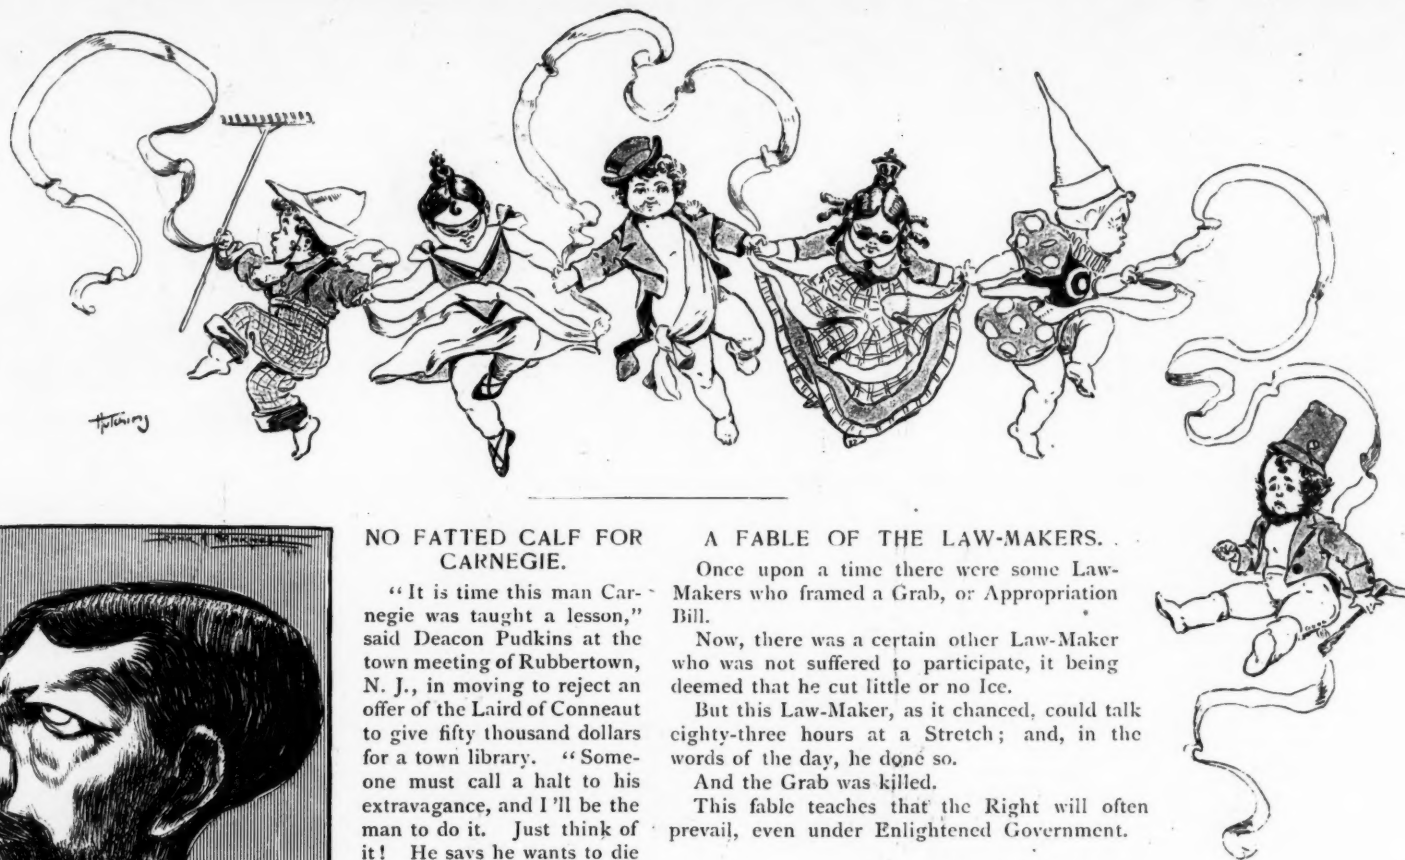 Hutchins
NO FATTED CALF FOR
CARNEGIE.
“It is time this man Car-
negie was taught a lesson,”
said Deacon Pudkins at the
town meeting of Rubbertown,
N. J., in moving to reject an
offer of the Laird of Conneaut
to give fifty thousand dollars
for a town library. “Some-
one must call a halt to his
extravagance, and I 'll be the
man to do it. Just think of
it! He says he wants to die
A FABLE OF THE LAW-MAKERS.
Once upon a time there were some Law-
Makers who framed a Grab, or Appropriation
Bill.
Now, there was a certain other Law-Maker
who was not suffered to participate, it being
deemed that he cut little or no Ice.
But this Law-Maker, as it chanced, could talk
eighty-three hours at a Stretch; and, in the
words of the day, he done so.
And the Grab was killed.
This fable teaches that the Right will often
prevail, even under Enlightened Government.